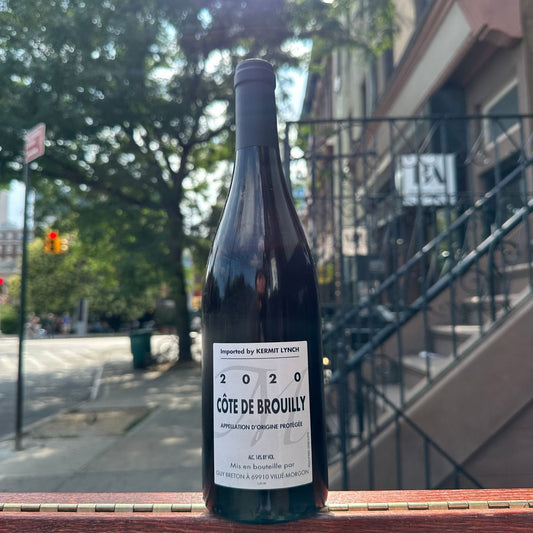 Imported by KERMIT LYNCH
2020
CÔTE DE BROUILLY
APPELLATION D'ORIGINE PROTÉGÉE
ALC. 14% BY VOL.
Mis en bouteille par
GUY BRETON À 69910 VILLIÉ MORGON